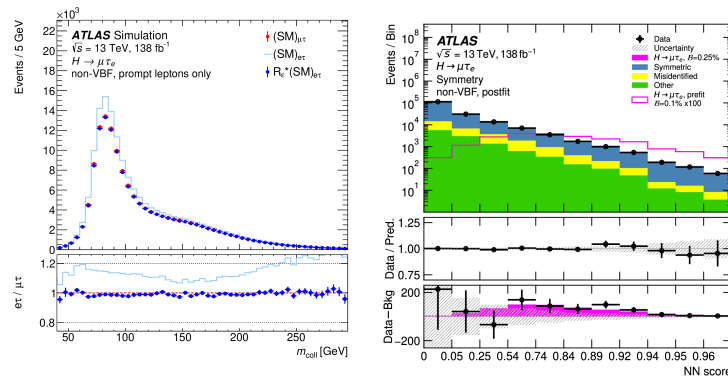 ×10³
ATLAS Simulation
√s = 13 TeV, 138 fb⁻¹
H → μτₑ
non-VBF, prompt leptons only
(SM)μτ
(SM)eτ
Rε*(SM)eτ
Events / 5 GeV
22
20
18
16
14
12
10
8
6
4
2
0
eτ / μτ
1.2
1
0.8
50 100 150 200 250
m_coll [GeV]
ATLAS
√s = 13 TeV, 138 fb⁻¹
H → μτₑ
Symmetry
non-VBF, postfit
Data
Uncertainty
H → μτₑ, B=0.25%
Symmetric
Misidentified
Other
H → μτₑ, prefit
B=0.1% x100
Events / Bin
10⁸
10⁷
10⁶
10⁵
10⁴
10³
10²
10¹
Data / Pred.
1.25
1.00
0.75
Data−Bkg
200
0
−200
0 0.05 0.25 0.54 0.74 0.84 0.89 0.92 0.94 0.95 0.96
NN score